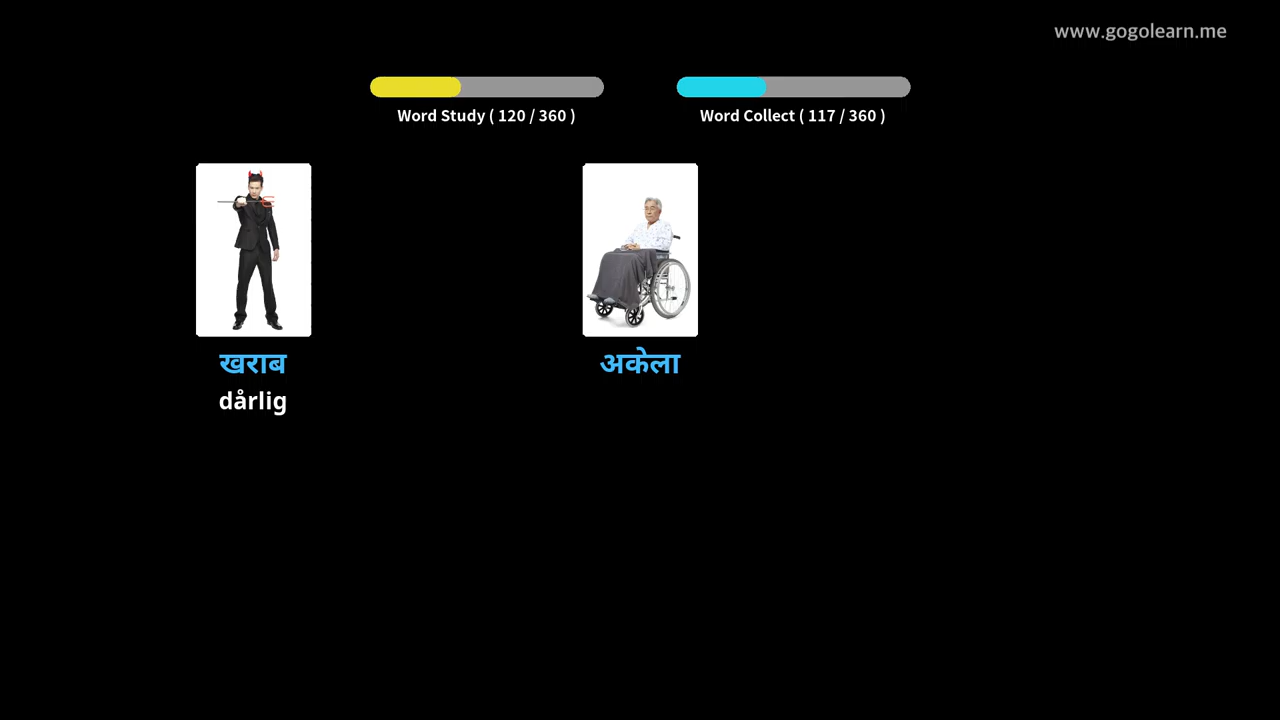 www.gogolearn.me
Word Study ( 120 / 360 )
Word Collect ( 117 / 360 )
खराब
dårlig
अकेला